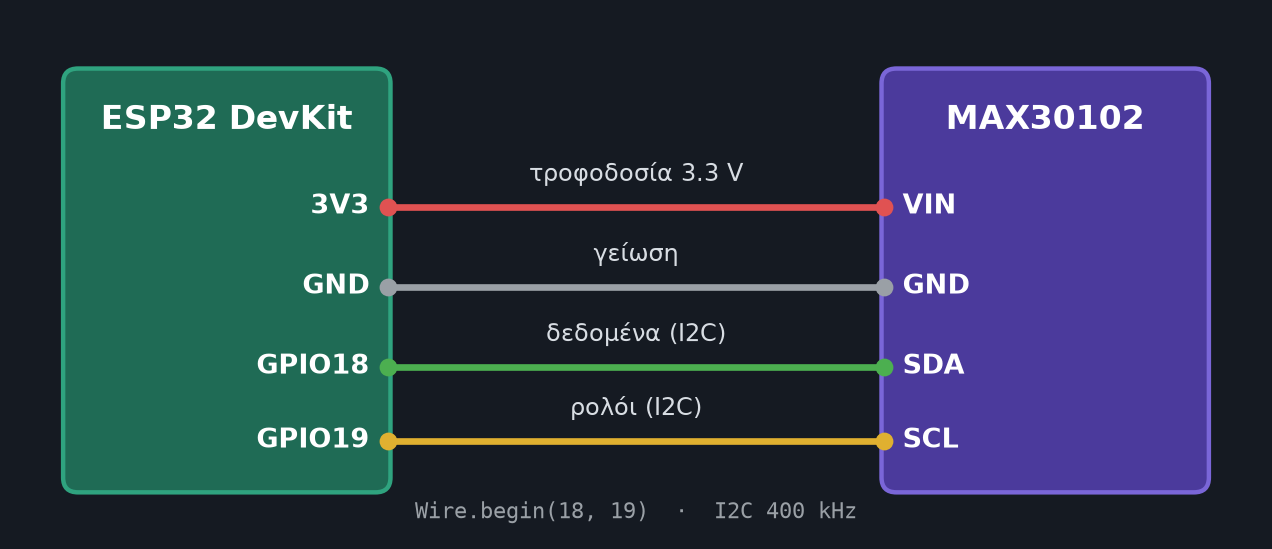 ESP32 DevKit
MAX30102
τροφοδοσία 3.3 V
3V3
VIN
γείωση
GND
GND
δεδομένα (I2C)
GPIO18
SDA
ρολόι (I2C)
GPIO19
SCL
Wire.begin(18, 19) · I2C 400 kHz